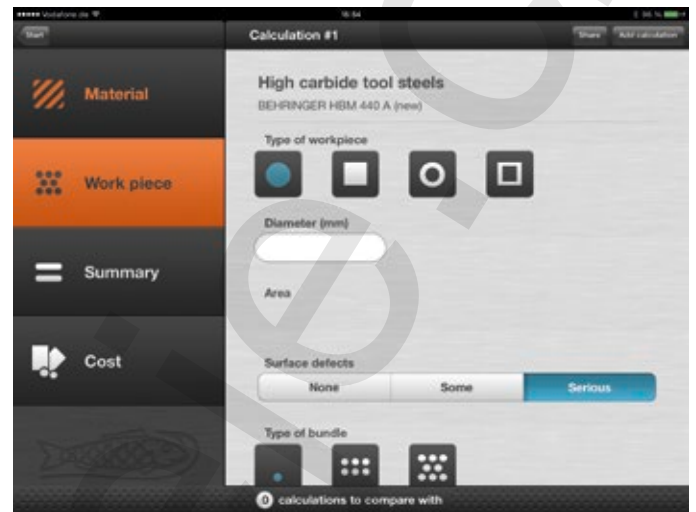 Vodafone.de
16:54
Start
Calculation #1
Share
Add calculation
Material
Work piece
Summary
Cost
High carbide tool steels
BEHRINGER HBM 440 A (new)
Type of workpiece
Diameter (mm)
Area
Surface defects
None
Some
Serious
Type of bundle
0 calculations to compare with